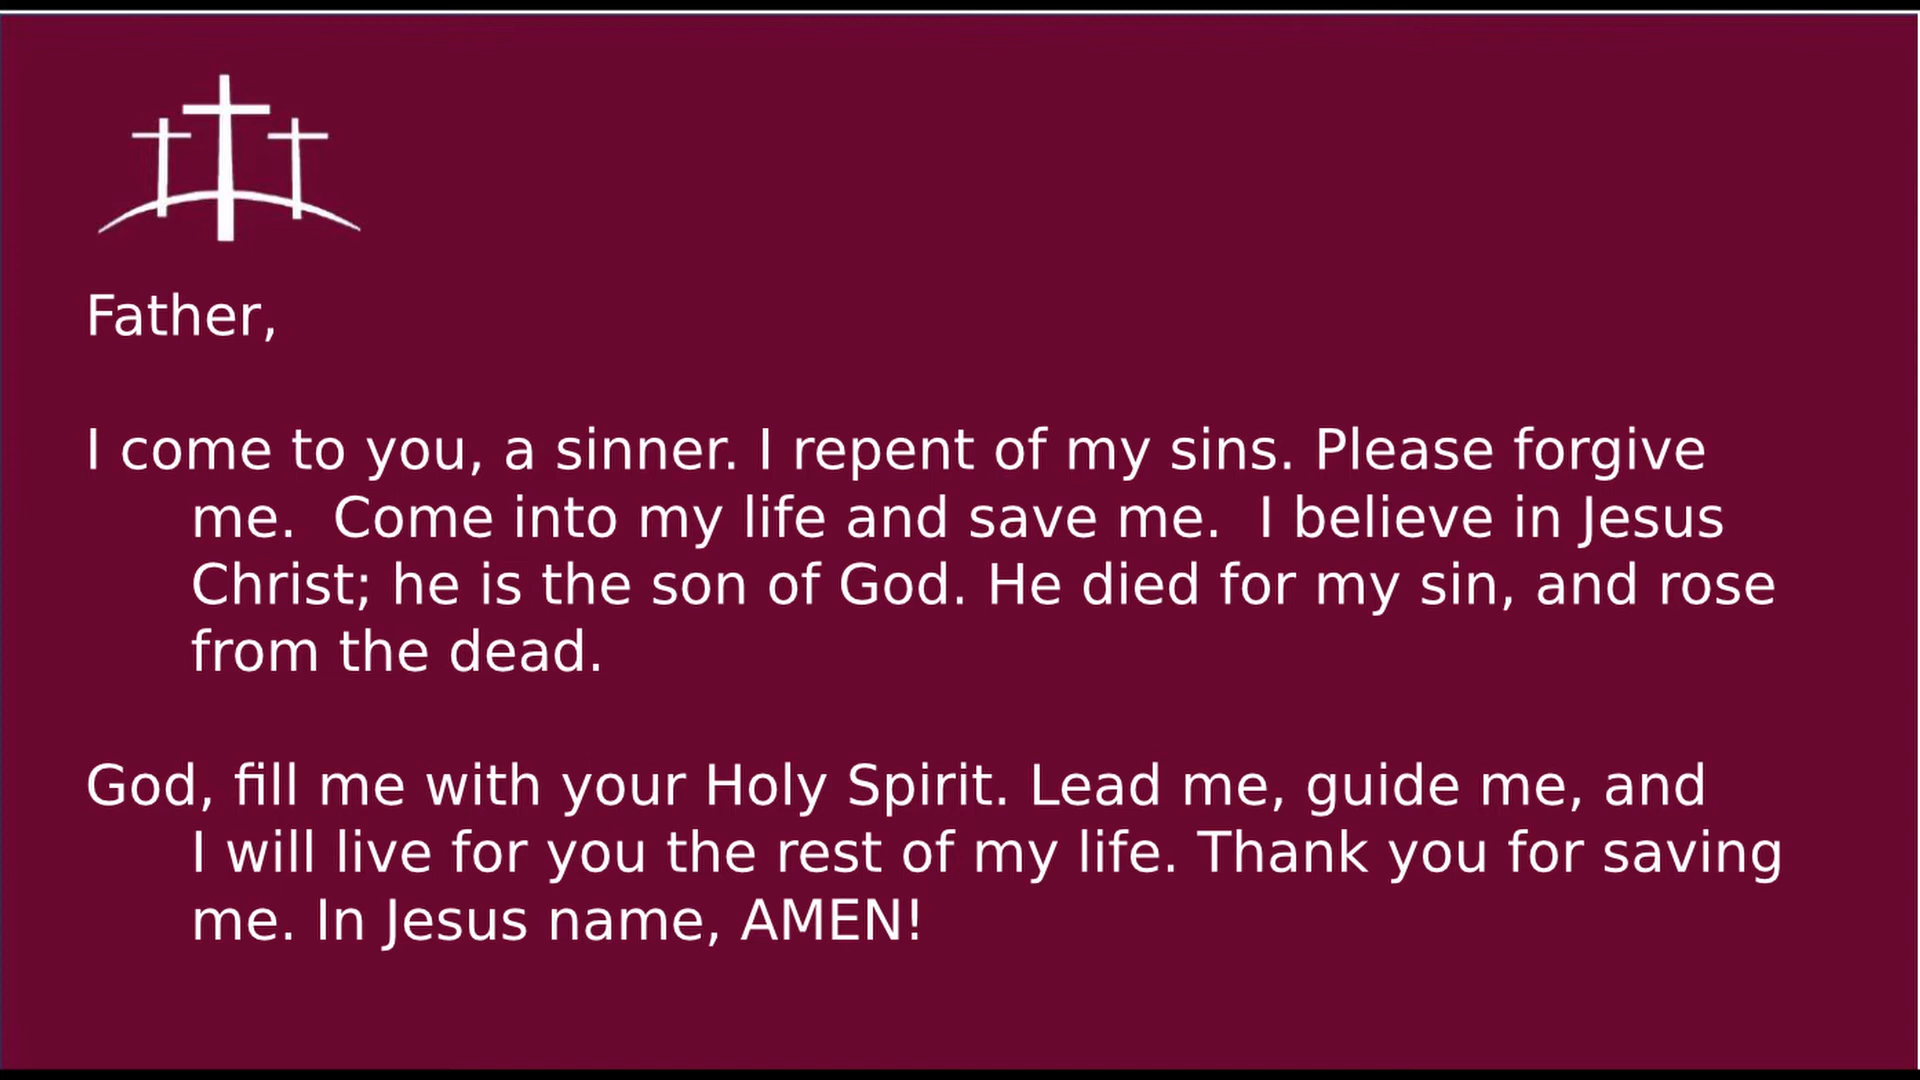 Father,
I come to you, a sinner. I repent of my sins. Please forgive
me.  Come into my life and save me.  I believe in Jesus
Christ; he is the son of God. He died for my sin, and rose
from the dead.
God, fill me with your Holy Spirit. Lead me, guide me, and
I will live for you the rest of my life. Thank you for saving
me. In Jesus name, AMEN!